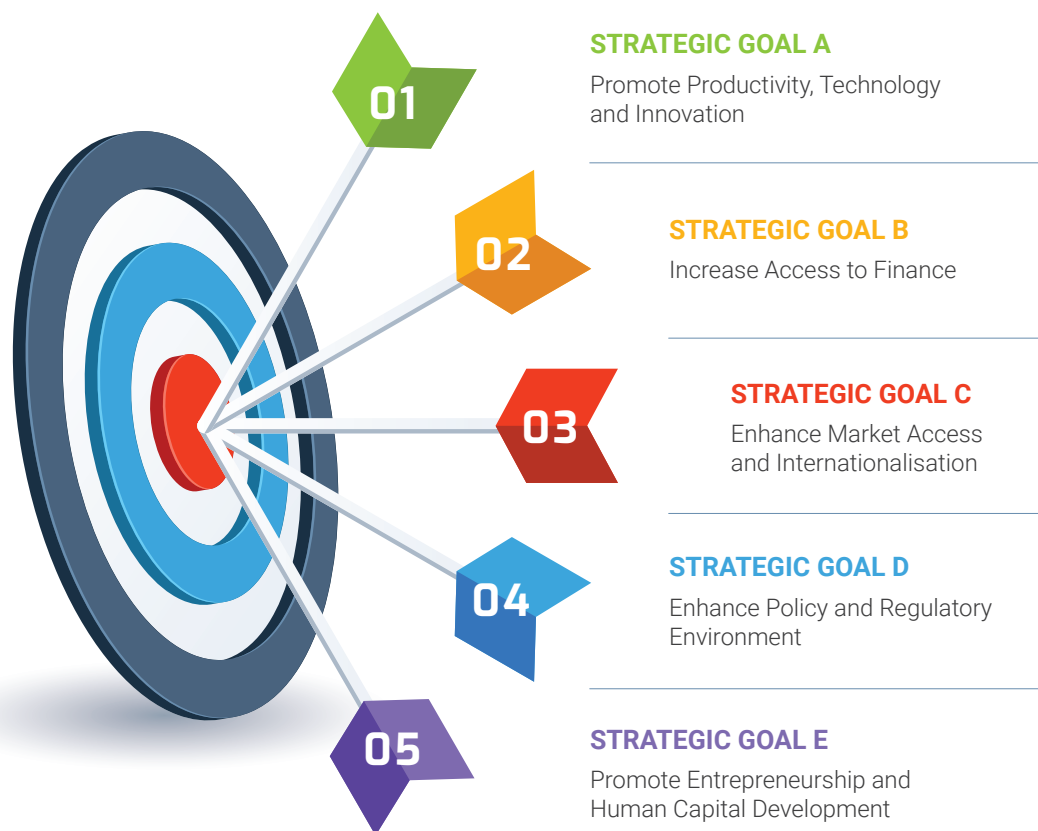 01
STRATEGIC GOAL A
Promote Productivity, Technology
and Innovation
02
STRATEGIC GOAL B
Increase Access to Finance
03
STRATEGIC GOAL C
Enhance Market Access
and Internationalisation
04
STRATEGIC GOAL D
Enhance Policy and Regulatory
Environment
05
STRATEGIC GOAL E
Promote Entrepreneurship and
Human Capital Development